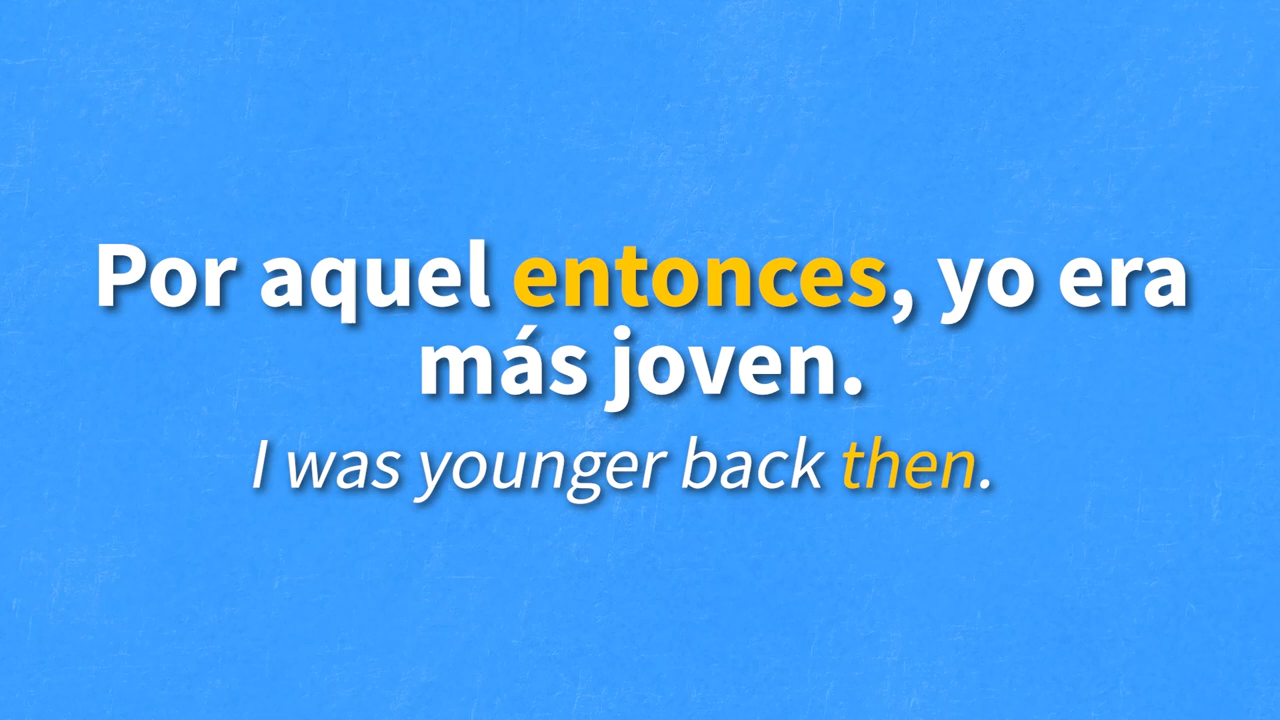 Por aquel entonces, yo era
más joven.
I was younger back then.